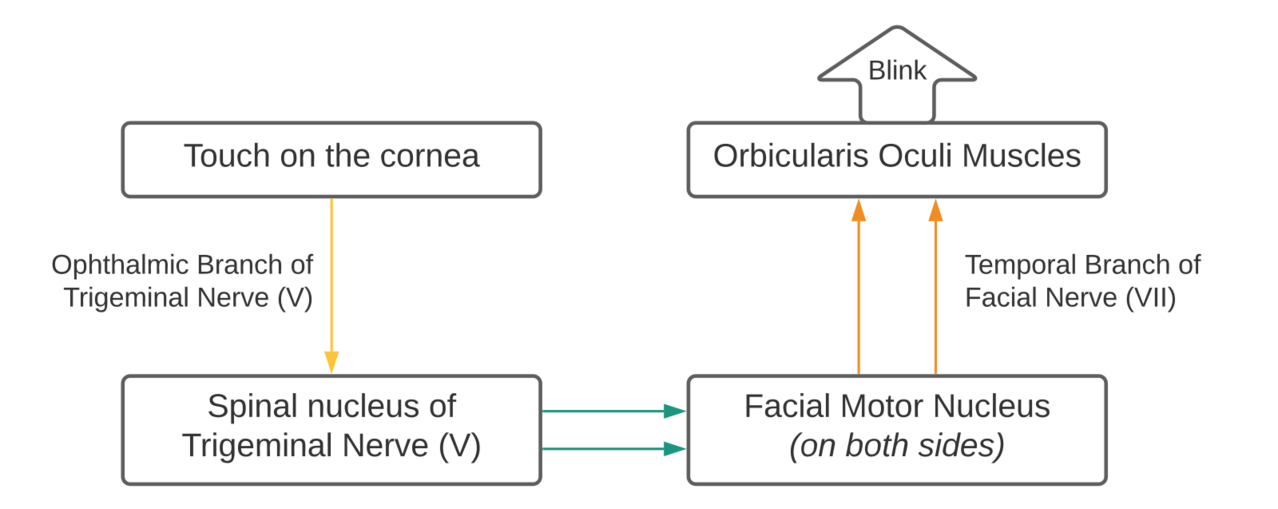 Blink
Touch on the cornea
Orbicularis Oculi Muscles
Ophthalmic Branch of
Trigeminal Nerve (V)
Temporal Branch of
Facial Nerve (VII)
Spinal nucleus of
Trigeminal Nerve (V)
Facial Motor Nucleus
(on both sides)